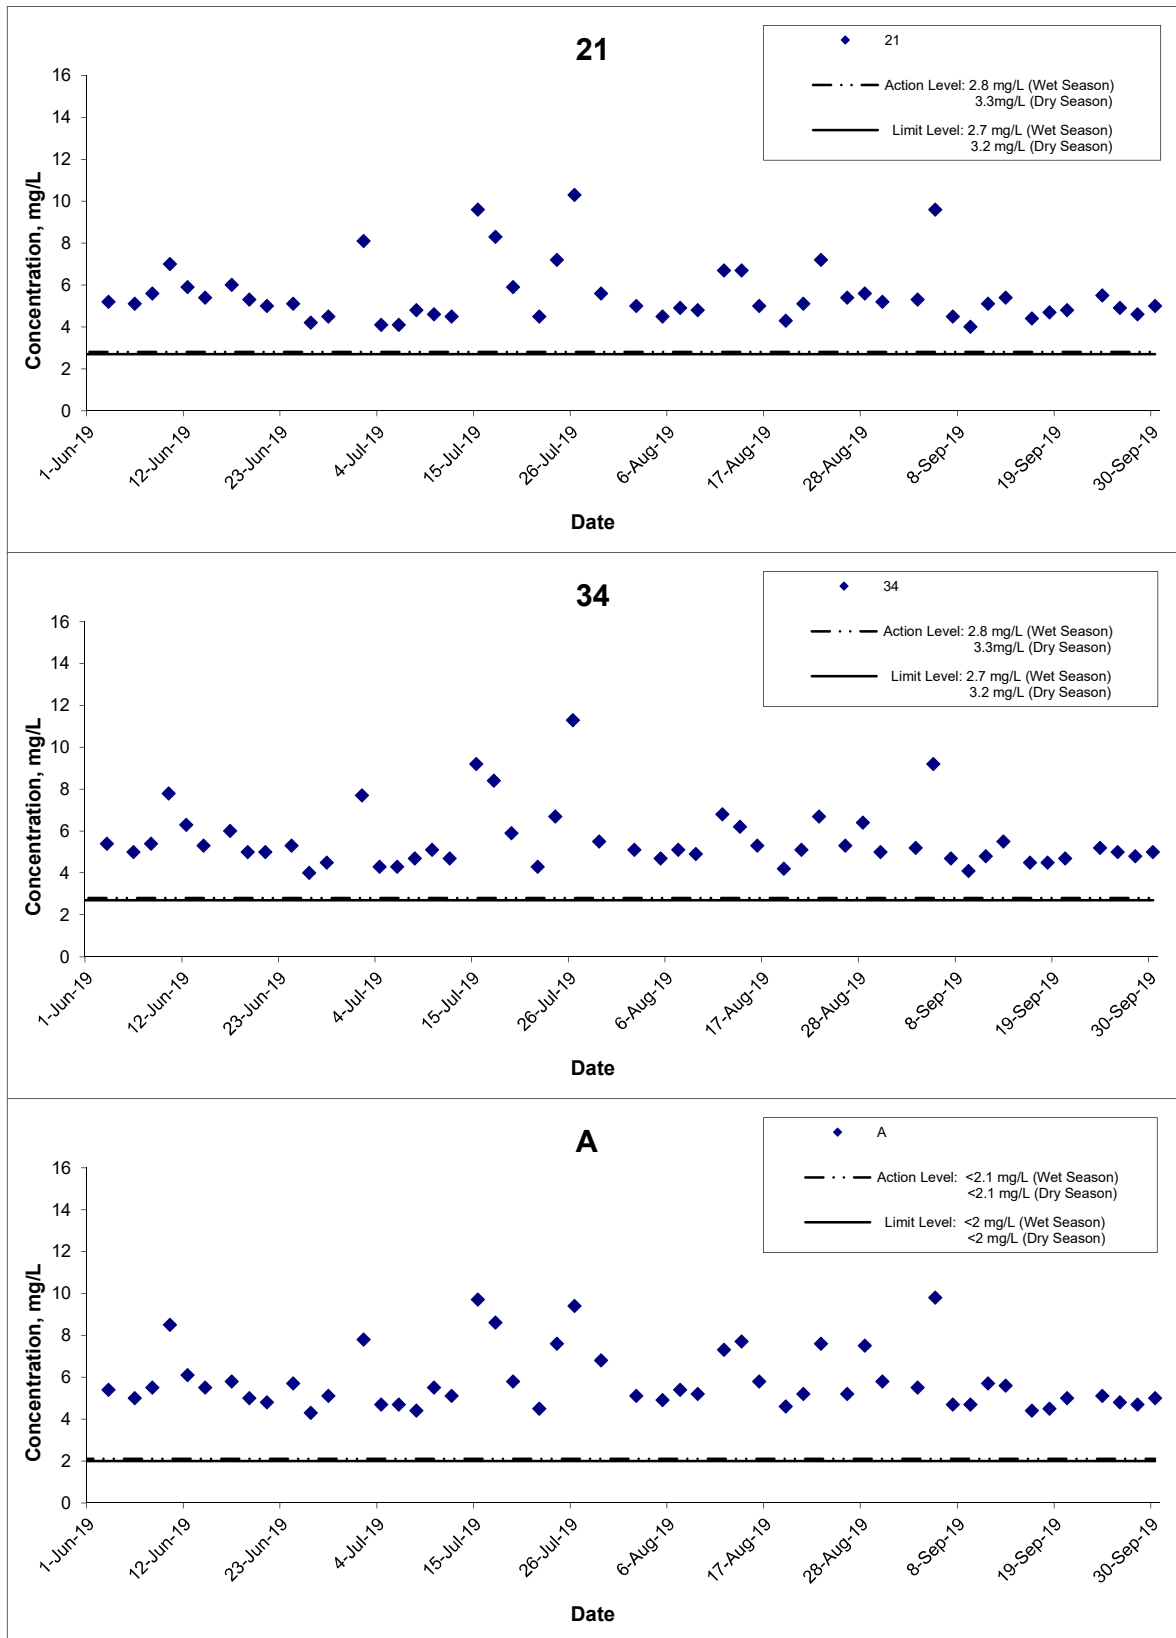 21
21
Action Level: 2.8 mg/L (Wet Season)
3.3mg/L (Dry Season)
Limit Level: 2.7 mg/L (Wet Season)
3.2 mg/L (Dry Season)
Concentration, mg/L
16
14
12
10
8
6
4
2
0
1-Jun-19
12-Jun-19
23-Jun-19
4-Jul-19
15-Jul-19
26-Jul-19
6-Aug-19
17-Aug-19
28-Aug-19
8-Sep-19
19-Sep-19
30-Sep-19
Date
34
34
Action Level: 2.8 mg/L (Wet Season)
3.3mg/L (Dry Season)
Limit Level: 2.7 mg/L (Wet Season)
3.2 mg/L (Dry Season)
Concentration, mg/L
16
14
12
10
8
6
4
2
0
1-Jun-19
12-Jun-19
23-Jun-19
4-Jul-19
15-Jul-19
26-Jul-19
6-Aug-19
17-Aug-19
28-Aug-19
8-Sep-19
19-Sep-19
30-Sep-19
Date
A
A
Action Level: <2.1 mg/L (Wet Season)
<2.1 mg/L (Dry Season)
Limit Level: <2 mg/L (Wet Season)
<2 mg/L (Dry Season)
Concentration, mg/L
16
14
12
10
8
6
4
2
0
1-Jun-19
12-Jun-19
23-Jun-19
4-Jul-19
15-Jul-19
26-Jul-19
6-Aug-19
17-Aug-19
28-Aug-19
8-Sep-19
19-Sep-19
30-Sep-19
Date